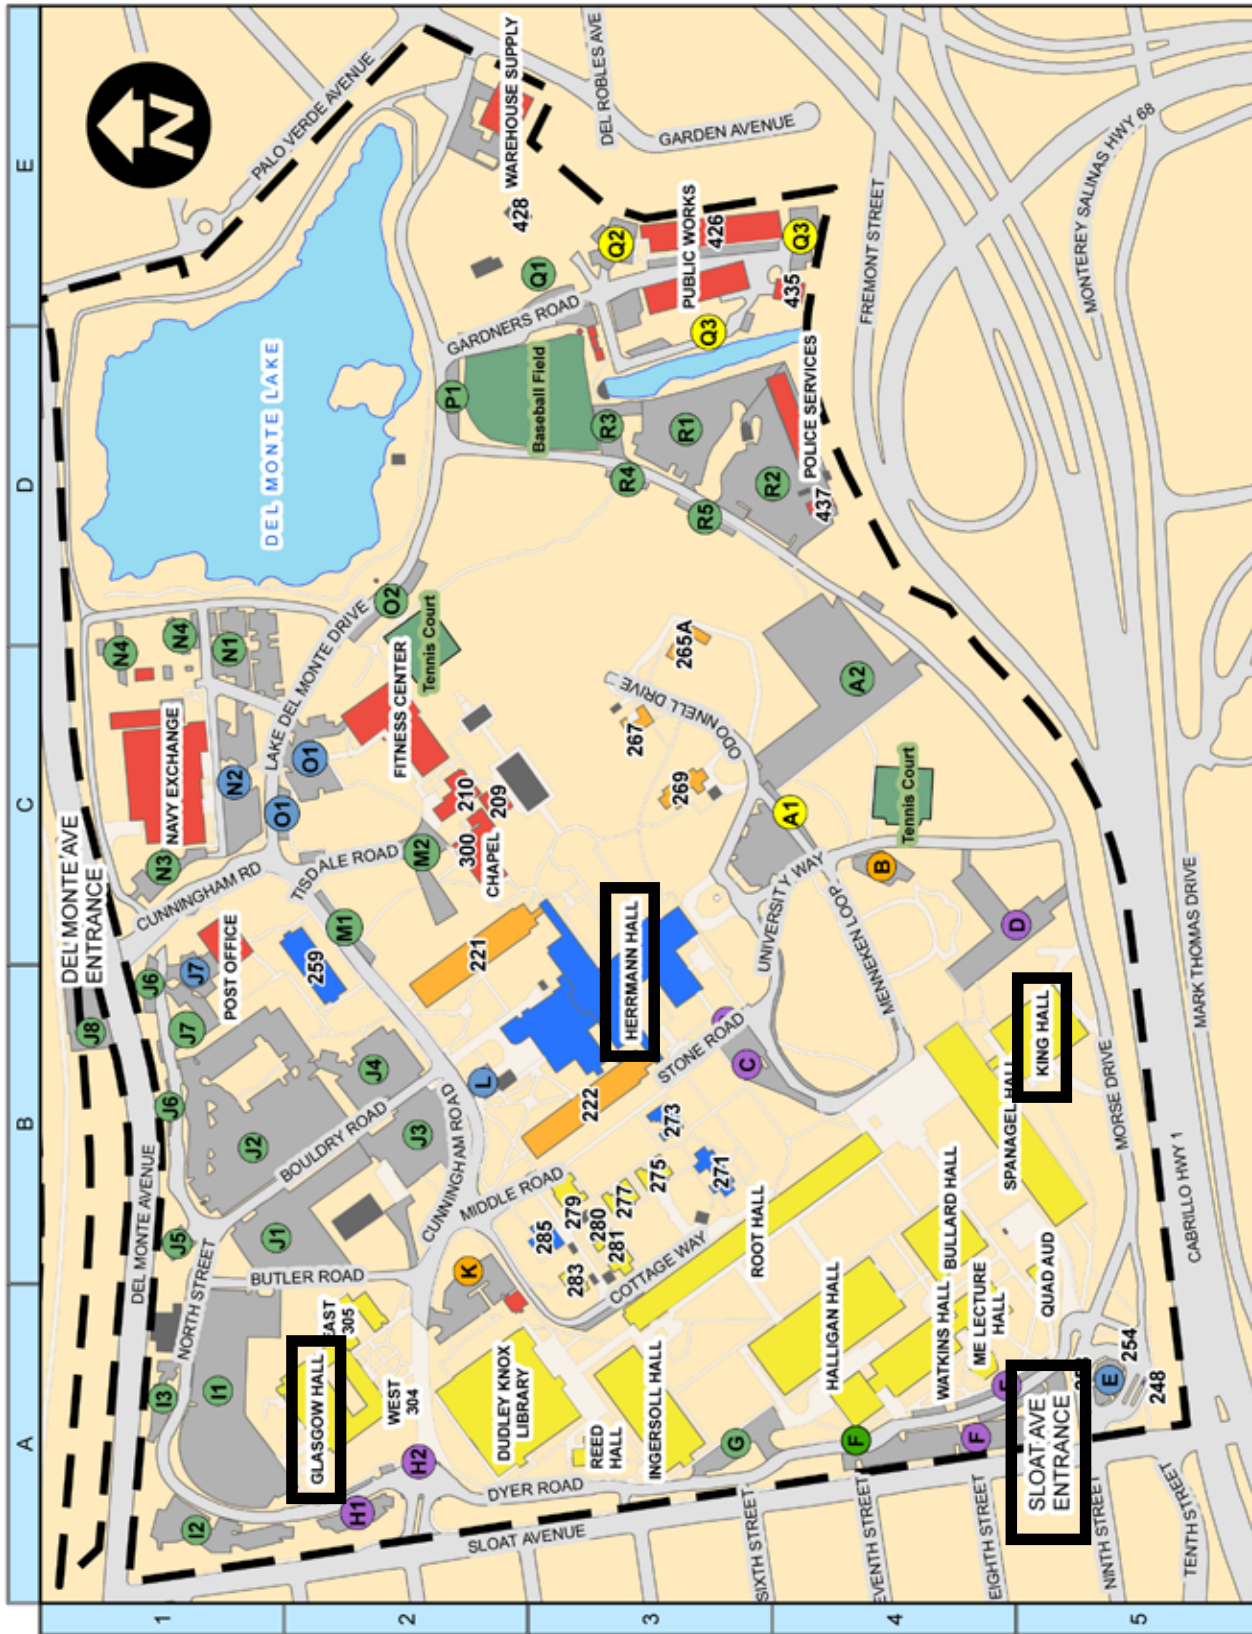 A
B
C
D
E
1
2
3
4
5
N
DEL MONTE AVE
ENTRANCE
DEL MONTE AVENUE
PALO VERDE AVENUE
NORTH STREET
I2
I3
I1
J5
J6
J8
J6
J7
J7
J2
J1
J4
J3
POST OFFICE
CUNNINGHAM RD
N3
NAVY EXCHANGE
N4
N4
N1
N2
O1
O1
LAKE DEL MONTE DRIVE
DEL MONTE LAKE
GLASGOW HALL
EAST
305
WEST
304
H1
H2
BUTLER ROAD
BOULDRY ROAD
259
M1
TISDALE ROAD
M2
FITNESS CENTER
O2
Tennis Court
P1
GARDNERS ROAD
WAREHOUSE SUPPLY
428
DEL ROBLES AVE
GARDEN AVENUE
CUNNINGHAM ROAD
MIDDLE ROAD
K
L
221
222
300
CHAPEL
210
209
Baseball Field
Q1
Q2
DYER ROAD
SLOAT AVENUE
DUDLEY KNOX
LIBRARY
REED
HALL
INGERSOLL HALL
285
279
280
283
281
277
275
273
271
COTTAGE WAY
HERRMANN HALL
STONE ROAD
C
265A
267
269
ODONNELL DRIVE
R3
R4
R1
R5
R2
PUBLIC WORKS
426
Q3
Q3
435
POLICE SERVICES
437
ROOT HALL
G
SIXTH STREET
EVENTH STREET
EIGHTH STREET
NINTH STREET
TENTH STREET
HALLIGAN HALL
F
F
WATKINS HALL
BULLARD HALL
ME LECTURE
HALL
QUAD AUD
SPANAGEL HALL
KING HALL
UNIVERSITY WAY
MENNEKEN LOOP
A1
A2
B
Tennis Court
D
FREMONT STREET
MONTEREY SALINAS HWY 68
SLOAT AVE
ENTRANCE
E
254
248
MORSE DRIVE
CABRILLO HWY 1
MARK THOMAS DRIVE